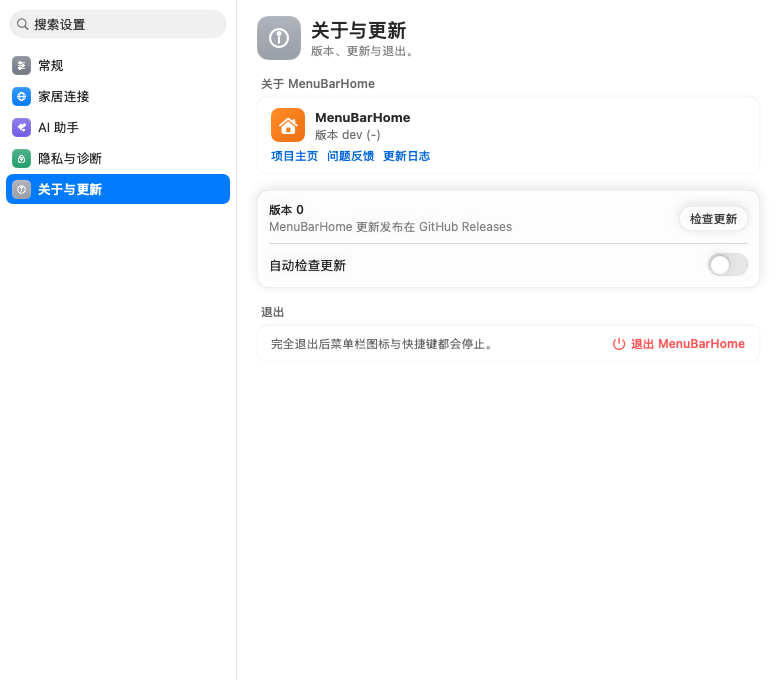 搜索设置
常规
家居连接
AI 助手
隐私与诊断
关于与更新
关于与更新
版本、更新与退出。
关于 MenuBarHome
MenuBarHome
版本 dev (-)
项目主页 问题反馈 更新日志
版本 0
MenuBarHome 更新发布在 GitHub Releases
检查更新
自动检查更新
退出
完全退出后菜单栏图标与快捷键都会停止。
退出 MenuBarHome